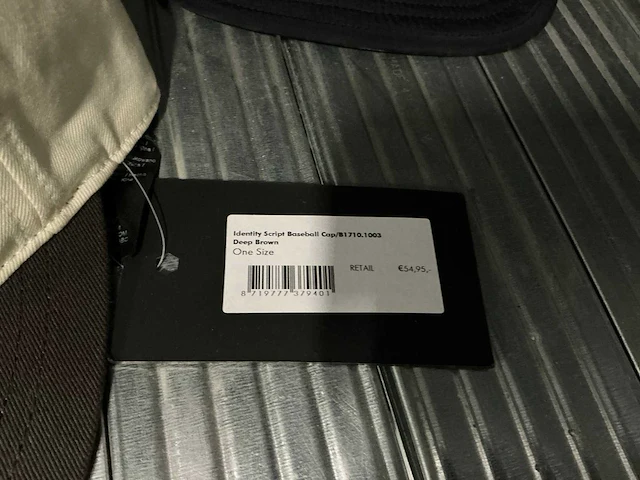 Identity Script Baseball Cap/B1710.1003
Deep Brown
One Size
RETAIL €54,95,-
8 719777 379401